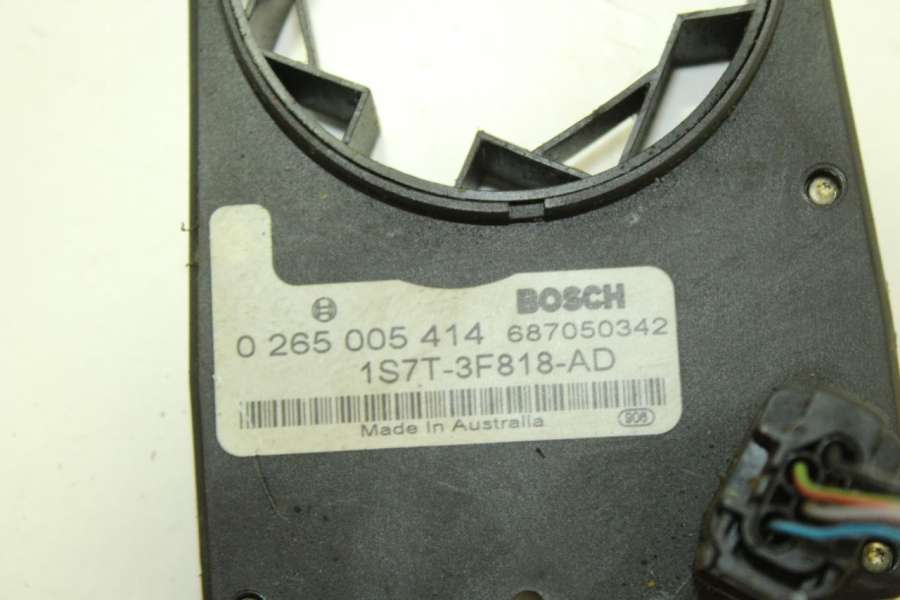 BOSCH
0 265 005 414 687050342
1S7T-3F818-AD
Made In Australia
906